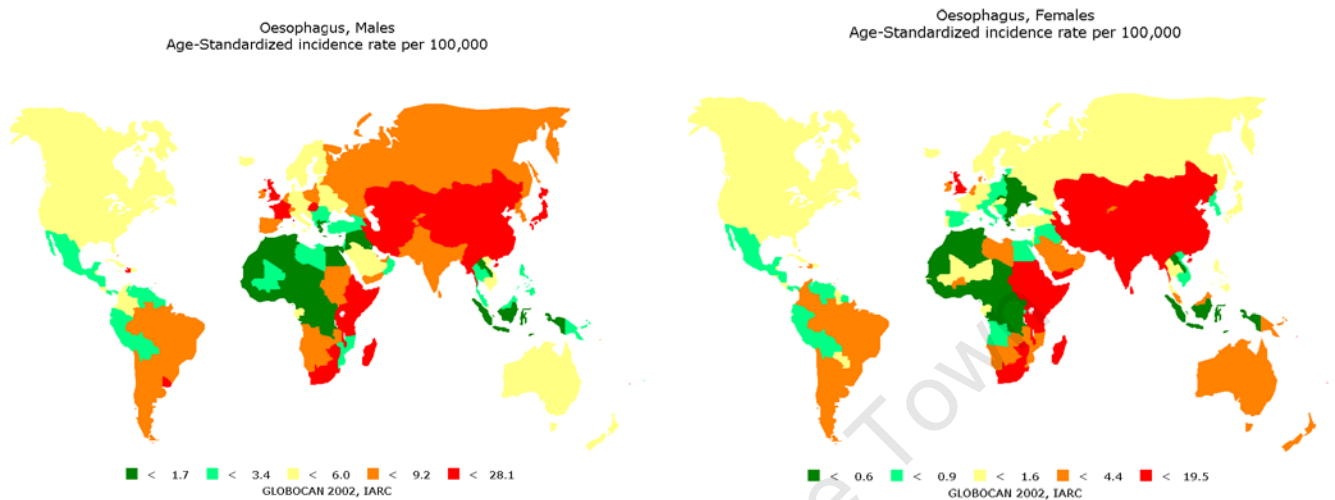 Oesophagus, Males
Age-Standardized incidence rate per 100,000
< 1.7 < 3.4 < 6.0 < 9.2 < 28.1
GLOBOCAN 2002, IARC
Oesophagus, Females
Age-Standardized incidence rate per 100,000
< 0.6 < 0.9 < 1.6 < 4.4 < 19.5
GLOBOCAN 2002, IARC